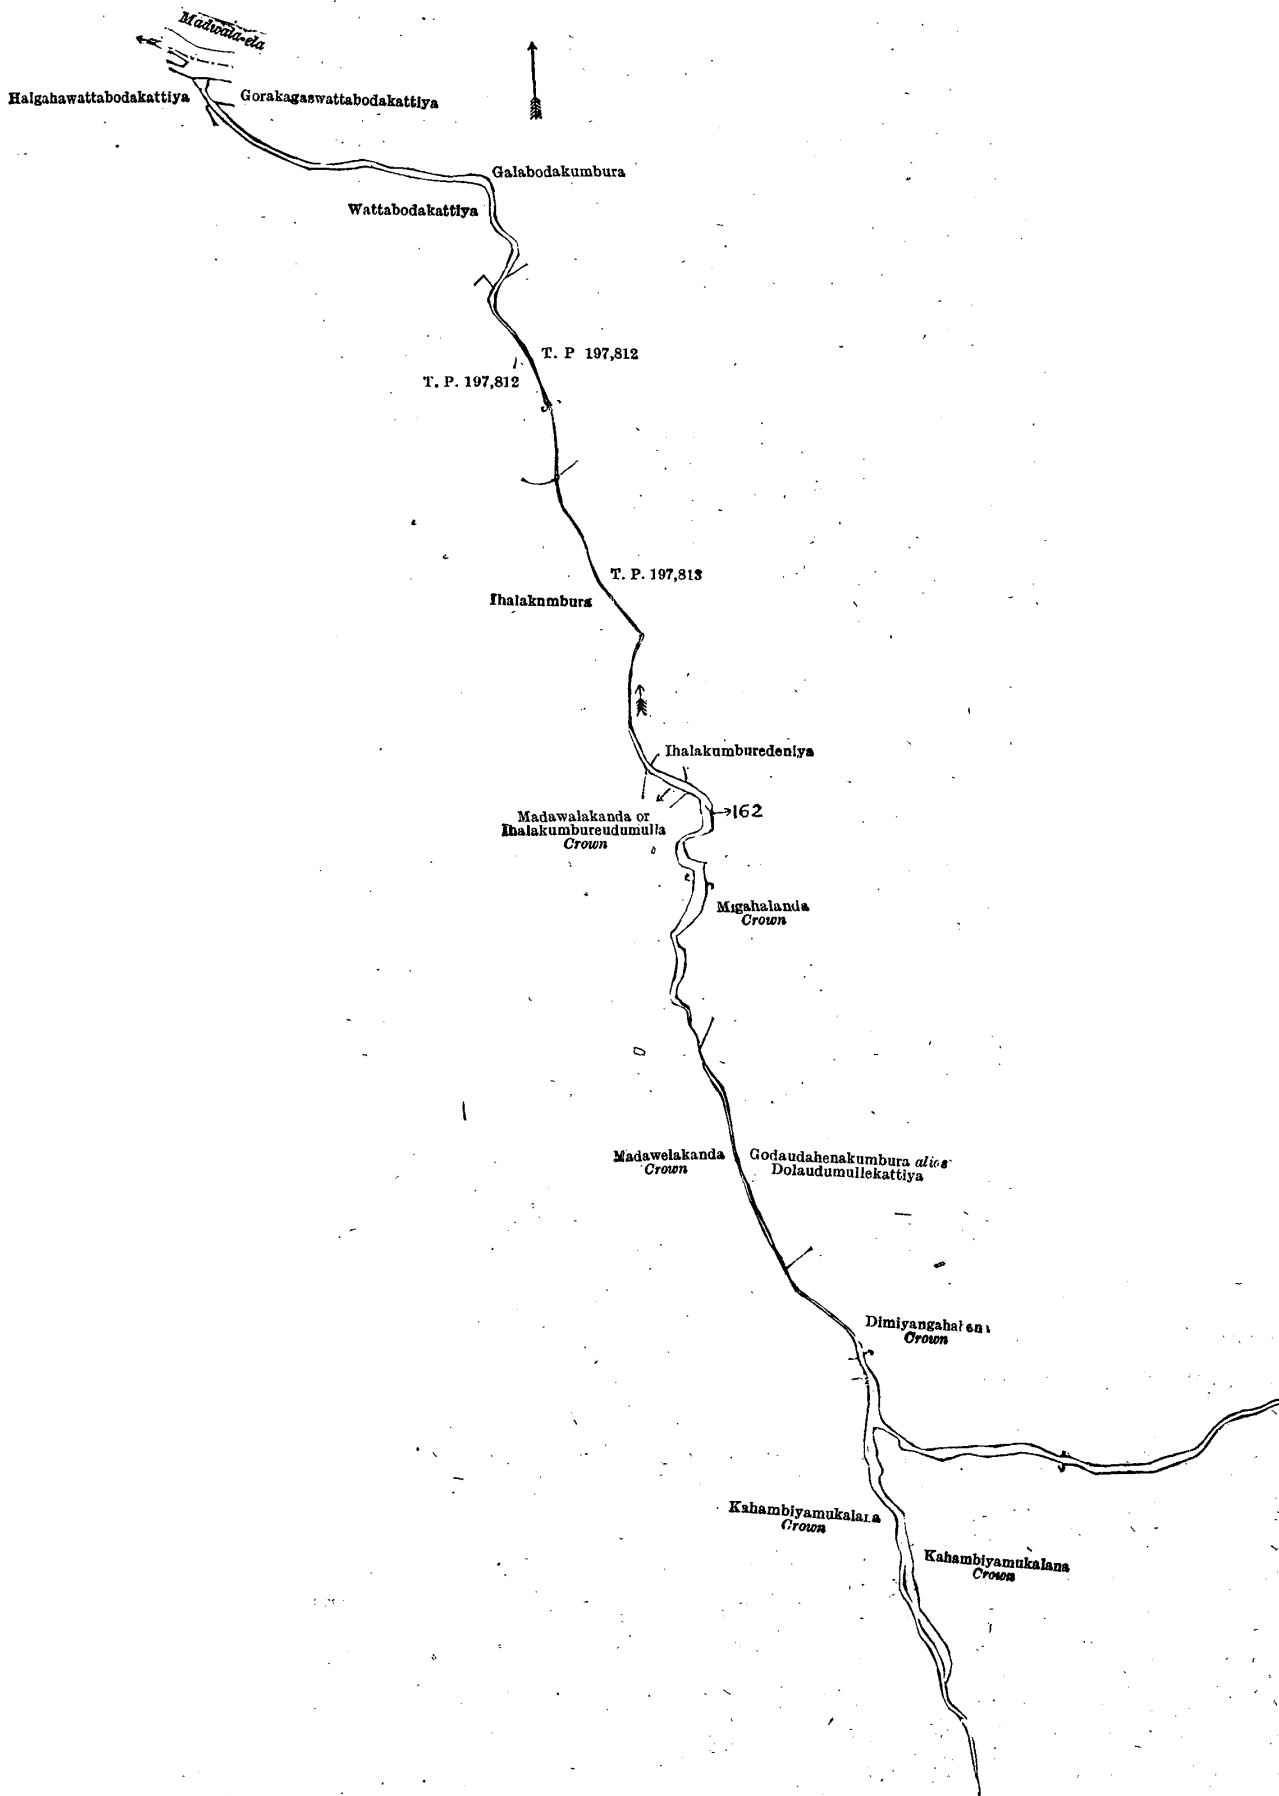 Madwala-ela
Halgahawattabodakattiya
Gorakagaswattabodakattiya
Galabodakumbura
Wattabodakattiya
T. P 197,812
T. P. 197,812
T. P. 197,813
Ihalakumbura
Ihalakumburedeniya
162
Madawalakanda or
Ihalakumbureudumulla
Crown
Migahalanda
Crown
Madawelakanda
Crown
Godaudahenakumbura alias
Dolaudumullekattiya
Crown
Kahambiyamukalana
Crown
Kahambiyamukalana
Crown